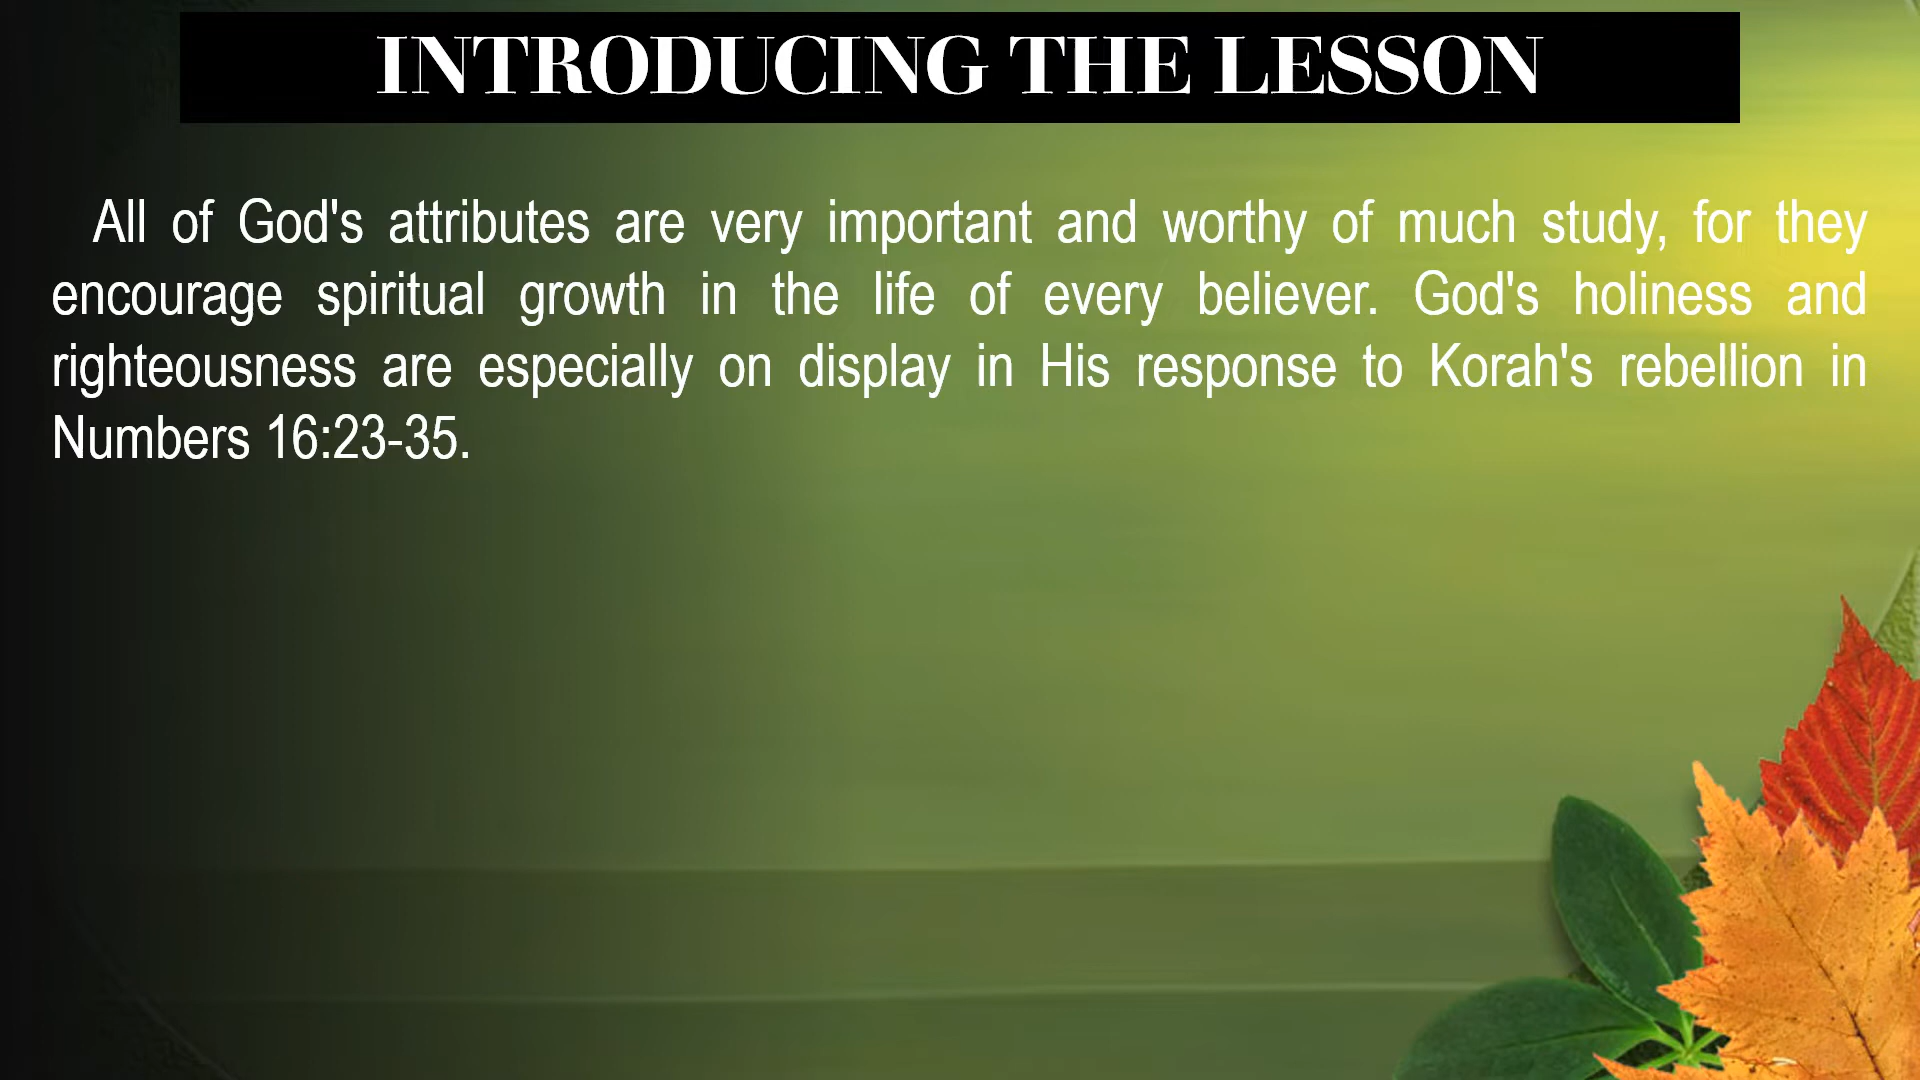 INTRODUCING THE LESSON
All of God's attributes are very important and worthy of much study, for they
encourage spiritual growth in the life of every believer. God's holiness and
righteousness are especially on display in His response to Korah's rebellion in
Numbers 16:23-35.